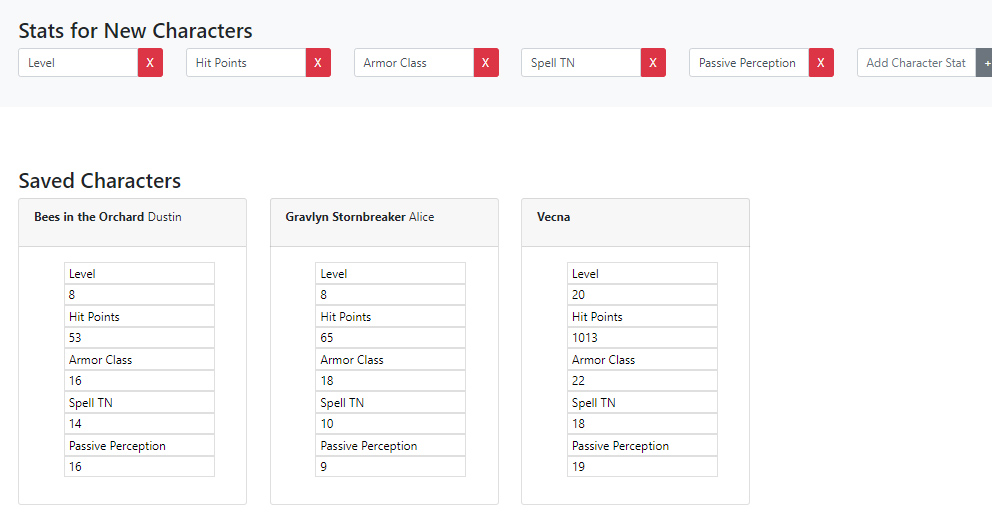 Stats for New Characters
Level X Hit Points X Armor Class X Spell TN X Passive Perception X Add Character Stat +
Saved Characters
Bees in the Orchard Dustin
Level
8
Hit Points
53
Armor Class
16
Spell TN
14
Passive Perception
16
Gravlyn Stornbreaker Alice
Level
8
Hit Points
65
Armor Class
18
Spell TN
10
Passive Perception
9
Vecna
Level
20
Hit Points
1013
Armor Class
22
Spell TN
18
Passive Perception
19